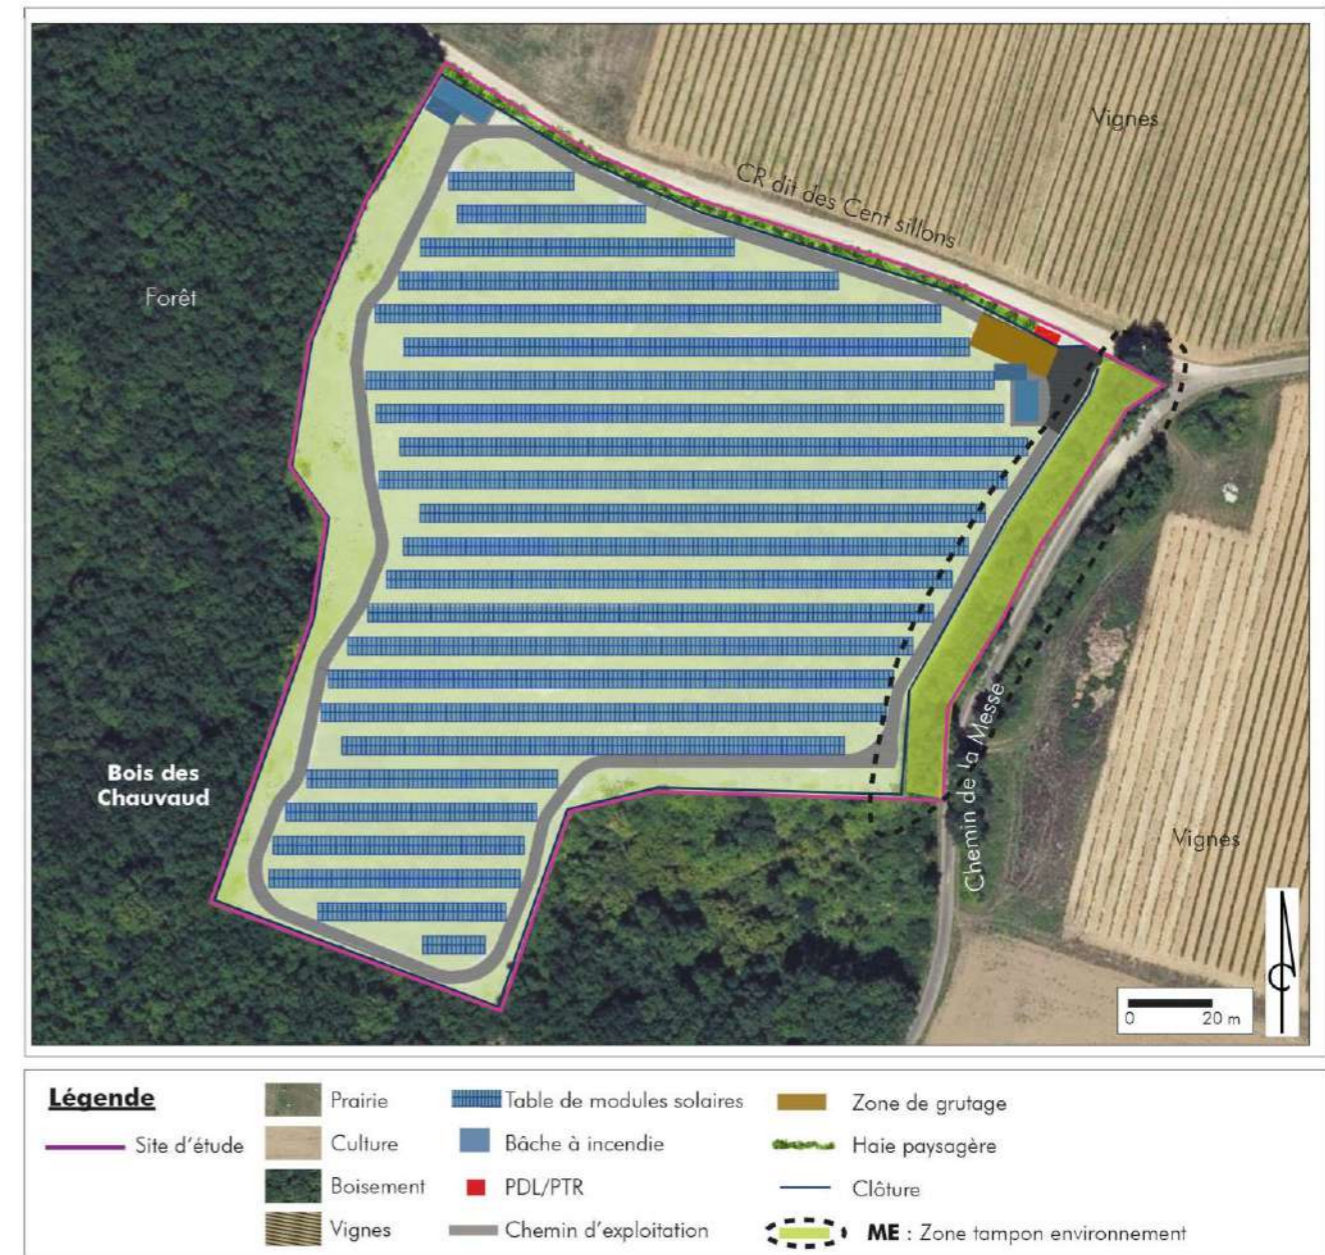 Vignes
CR dit des Cent sillons
Forêt
Bois des
Chauvaud
Chemin de la Messe
Vignes
0 20 m
Légende
Site d'étude
Prairie
Culture
Boisement
Vignes
Table de modules solaires
Bâche à incendie
PDL/PTR
Chemin d'exploitation
Zone de grutage
Haie paysagère
Clôture
ME : Zone tampon environnement